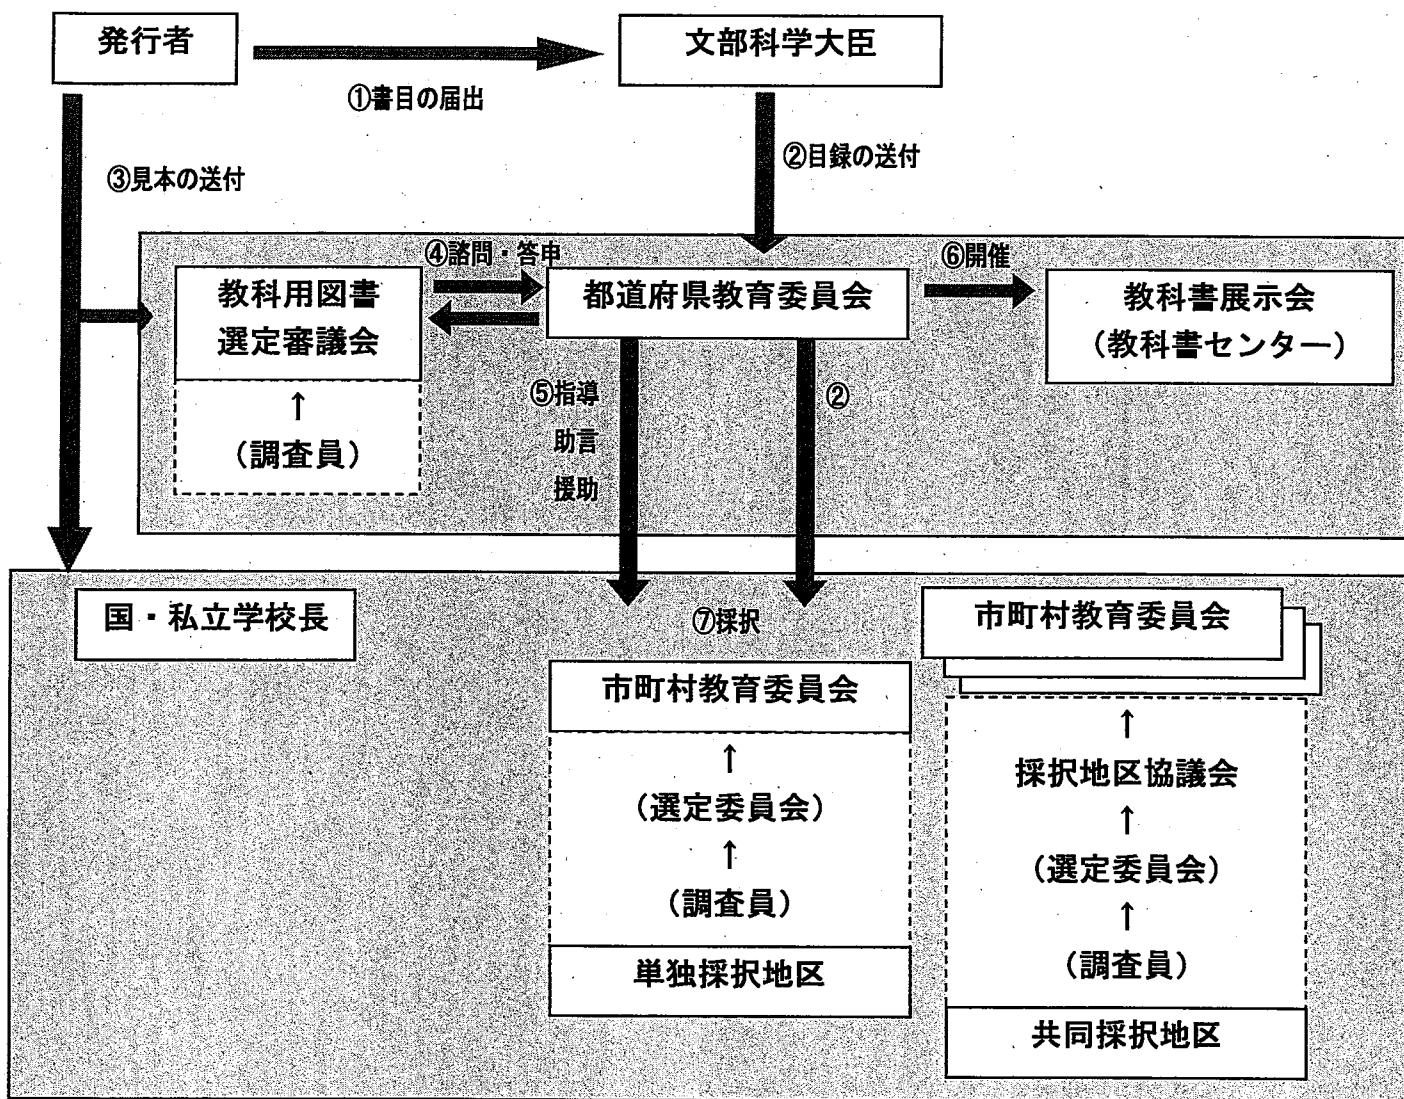 発行者
文部科学大臣
①書目の届出
②目録の送付
③見本の送付
④諮問・答申
⑥開催
教科用図書
選定審議会
↑
（調査員）
都道府県教育委員会
教科書展示会
（教科書センター）
⑤指導
助言
援助
②
国・私立学校長
⑦採択
市町村教育委員会
↑
（選定委員会）
↑
（調査員）
単独採択地区
市町村教育委員会
↑
採択地区協議会
↑
（選定委員会）
↑
（調査員）
共同採択地区